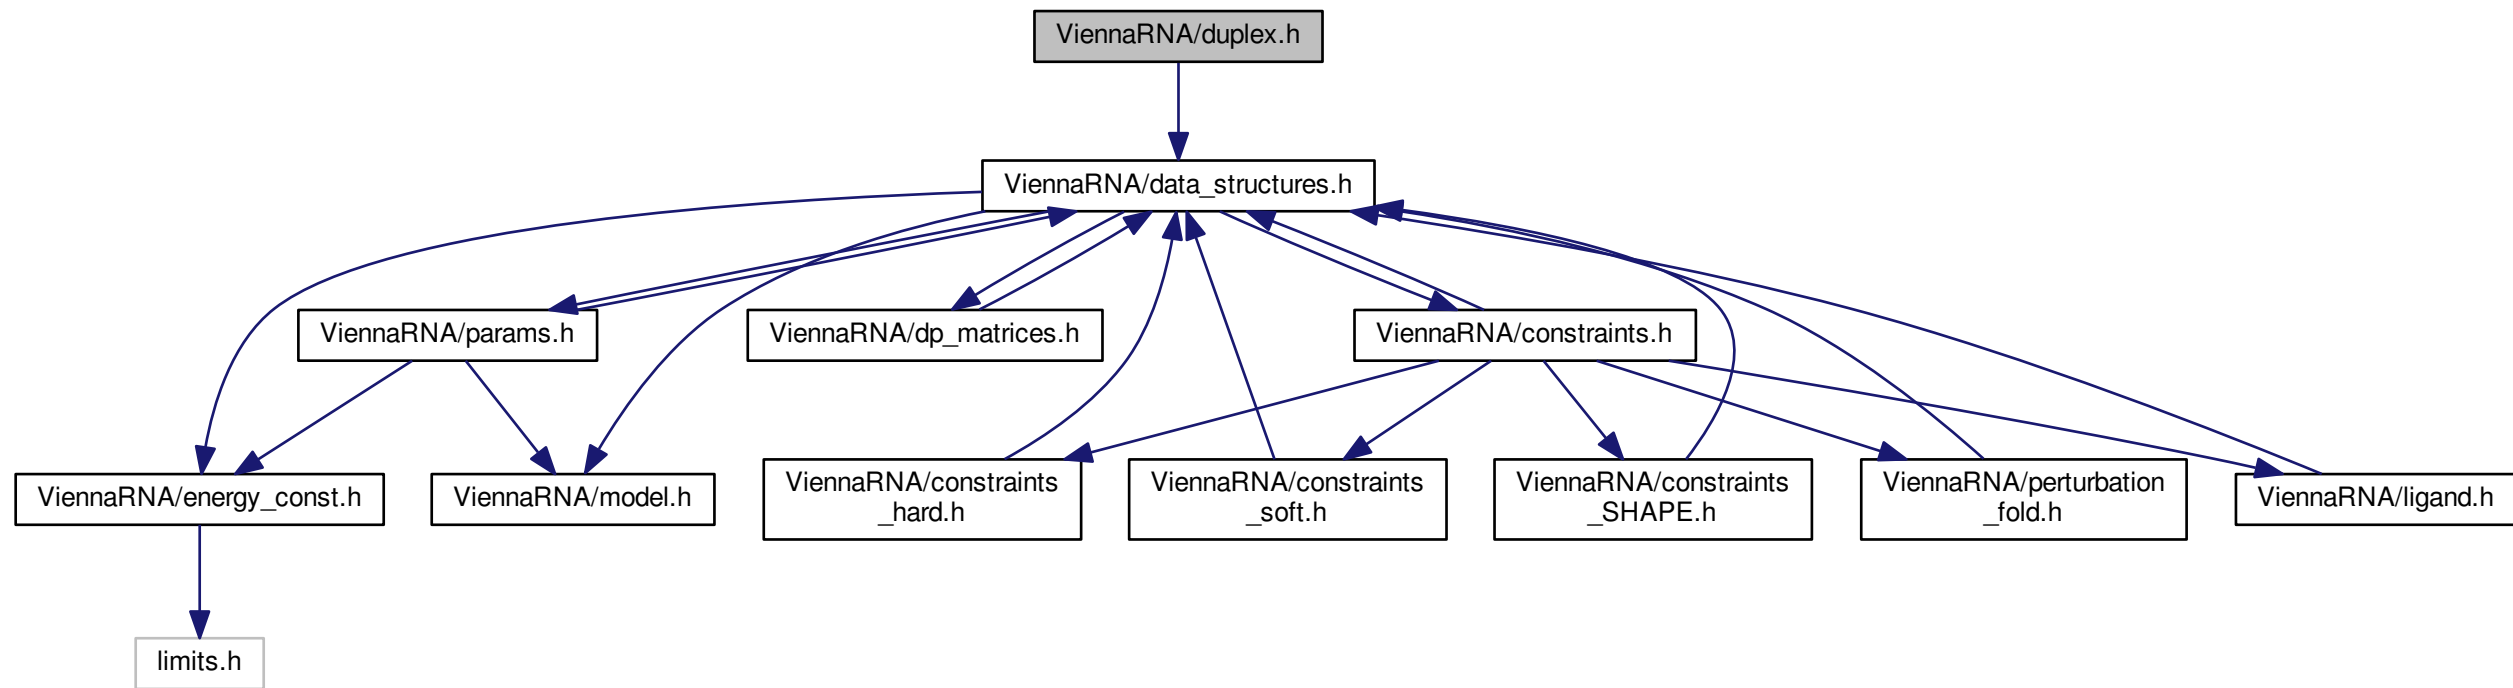 ViennaRNA/duplex.h
ViennaRNA/data_structures.h
ViennaRNA/params.h
ViennaRNA/dp_matrices.h
ViennaRNA/constraints.h
ViennaRNA/energy_const.h
ViennaRNA/model.h
ViennaRNA/constraints
_hard.h
ViennaRNA/constraints
_soft.h
ViennaRNA/constraints
_SHAPE.h
ViennaRNA/perturbation
_fold.h
ViennaRNA/ligand.h
limits.h